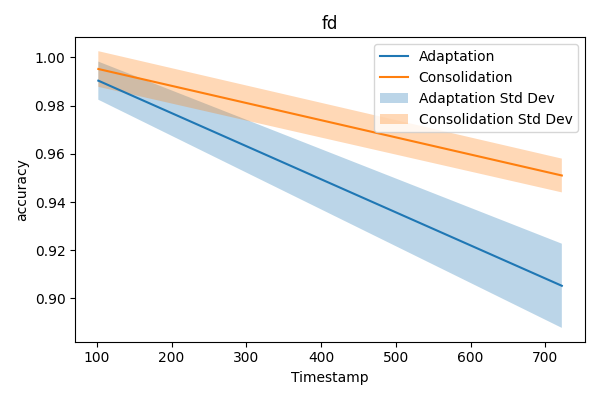 fd
accuracy
1.00
0.98
0.96
0.94
0.92
0.90
Adaptation
Consolidation
Adaptation Std Dev
Consolidation Std Dev
100 200 300 400 500 600 700
Timestamp